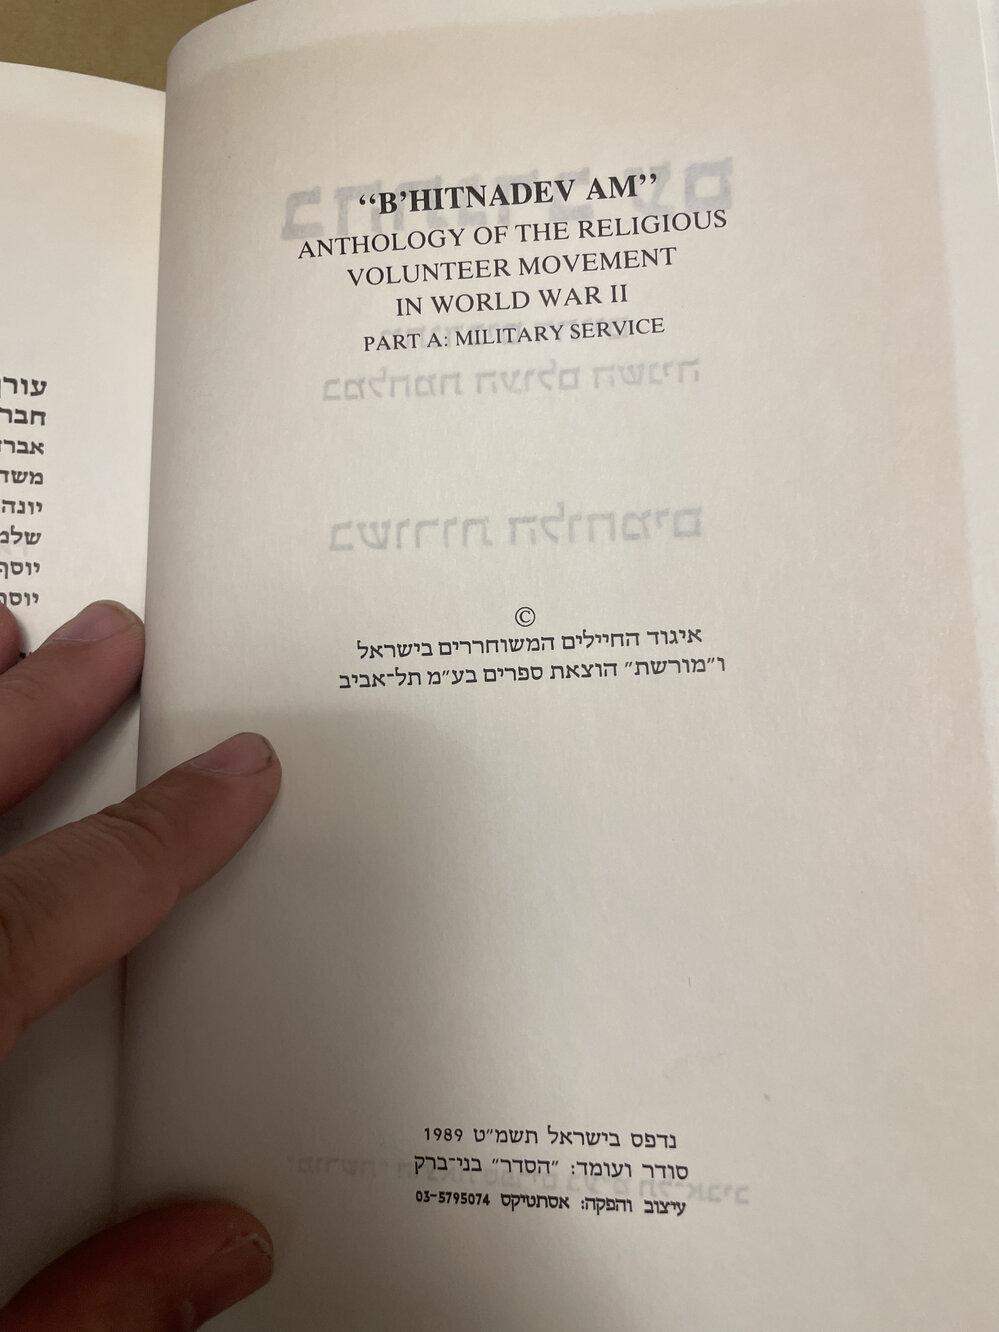 “B’HITNADEV AM”
ANTHOLOGY OF THE RELIGIOUS
VOLUNTEER MOVEMENT
IN WORLD WAR II
PART A: MILITARY SERVICE
©
איגוד החיילים המשוחררים בישראל
ו״מורשת״ הוצאת ספרים בע״מ תל־אביב
נדפס בישראל תשמ״ט 1989
סודר ועומד: ״הסדר״ בני־ברק
עיצוב והפקה: אסתטיקס 03-5795074
יונה